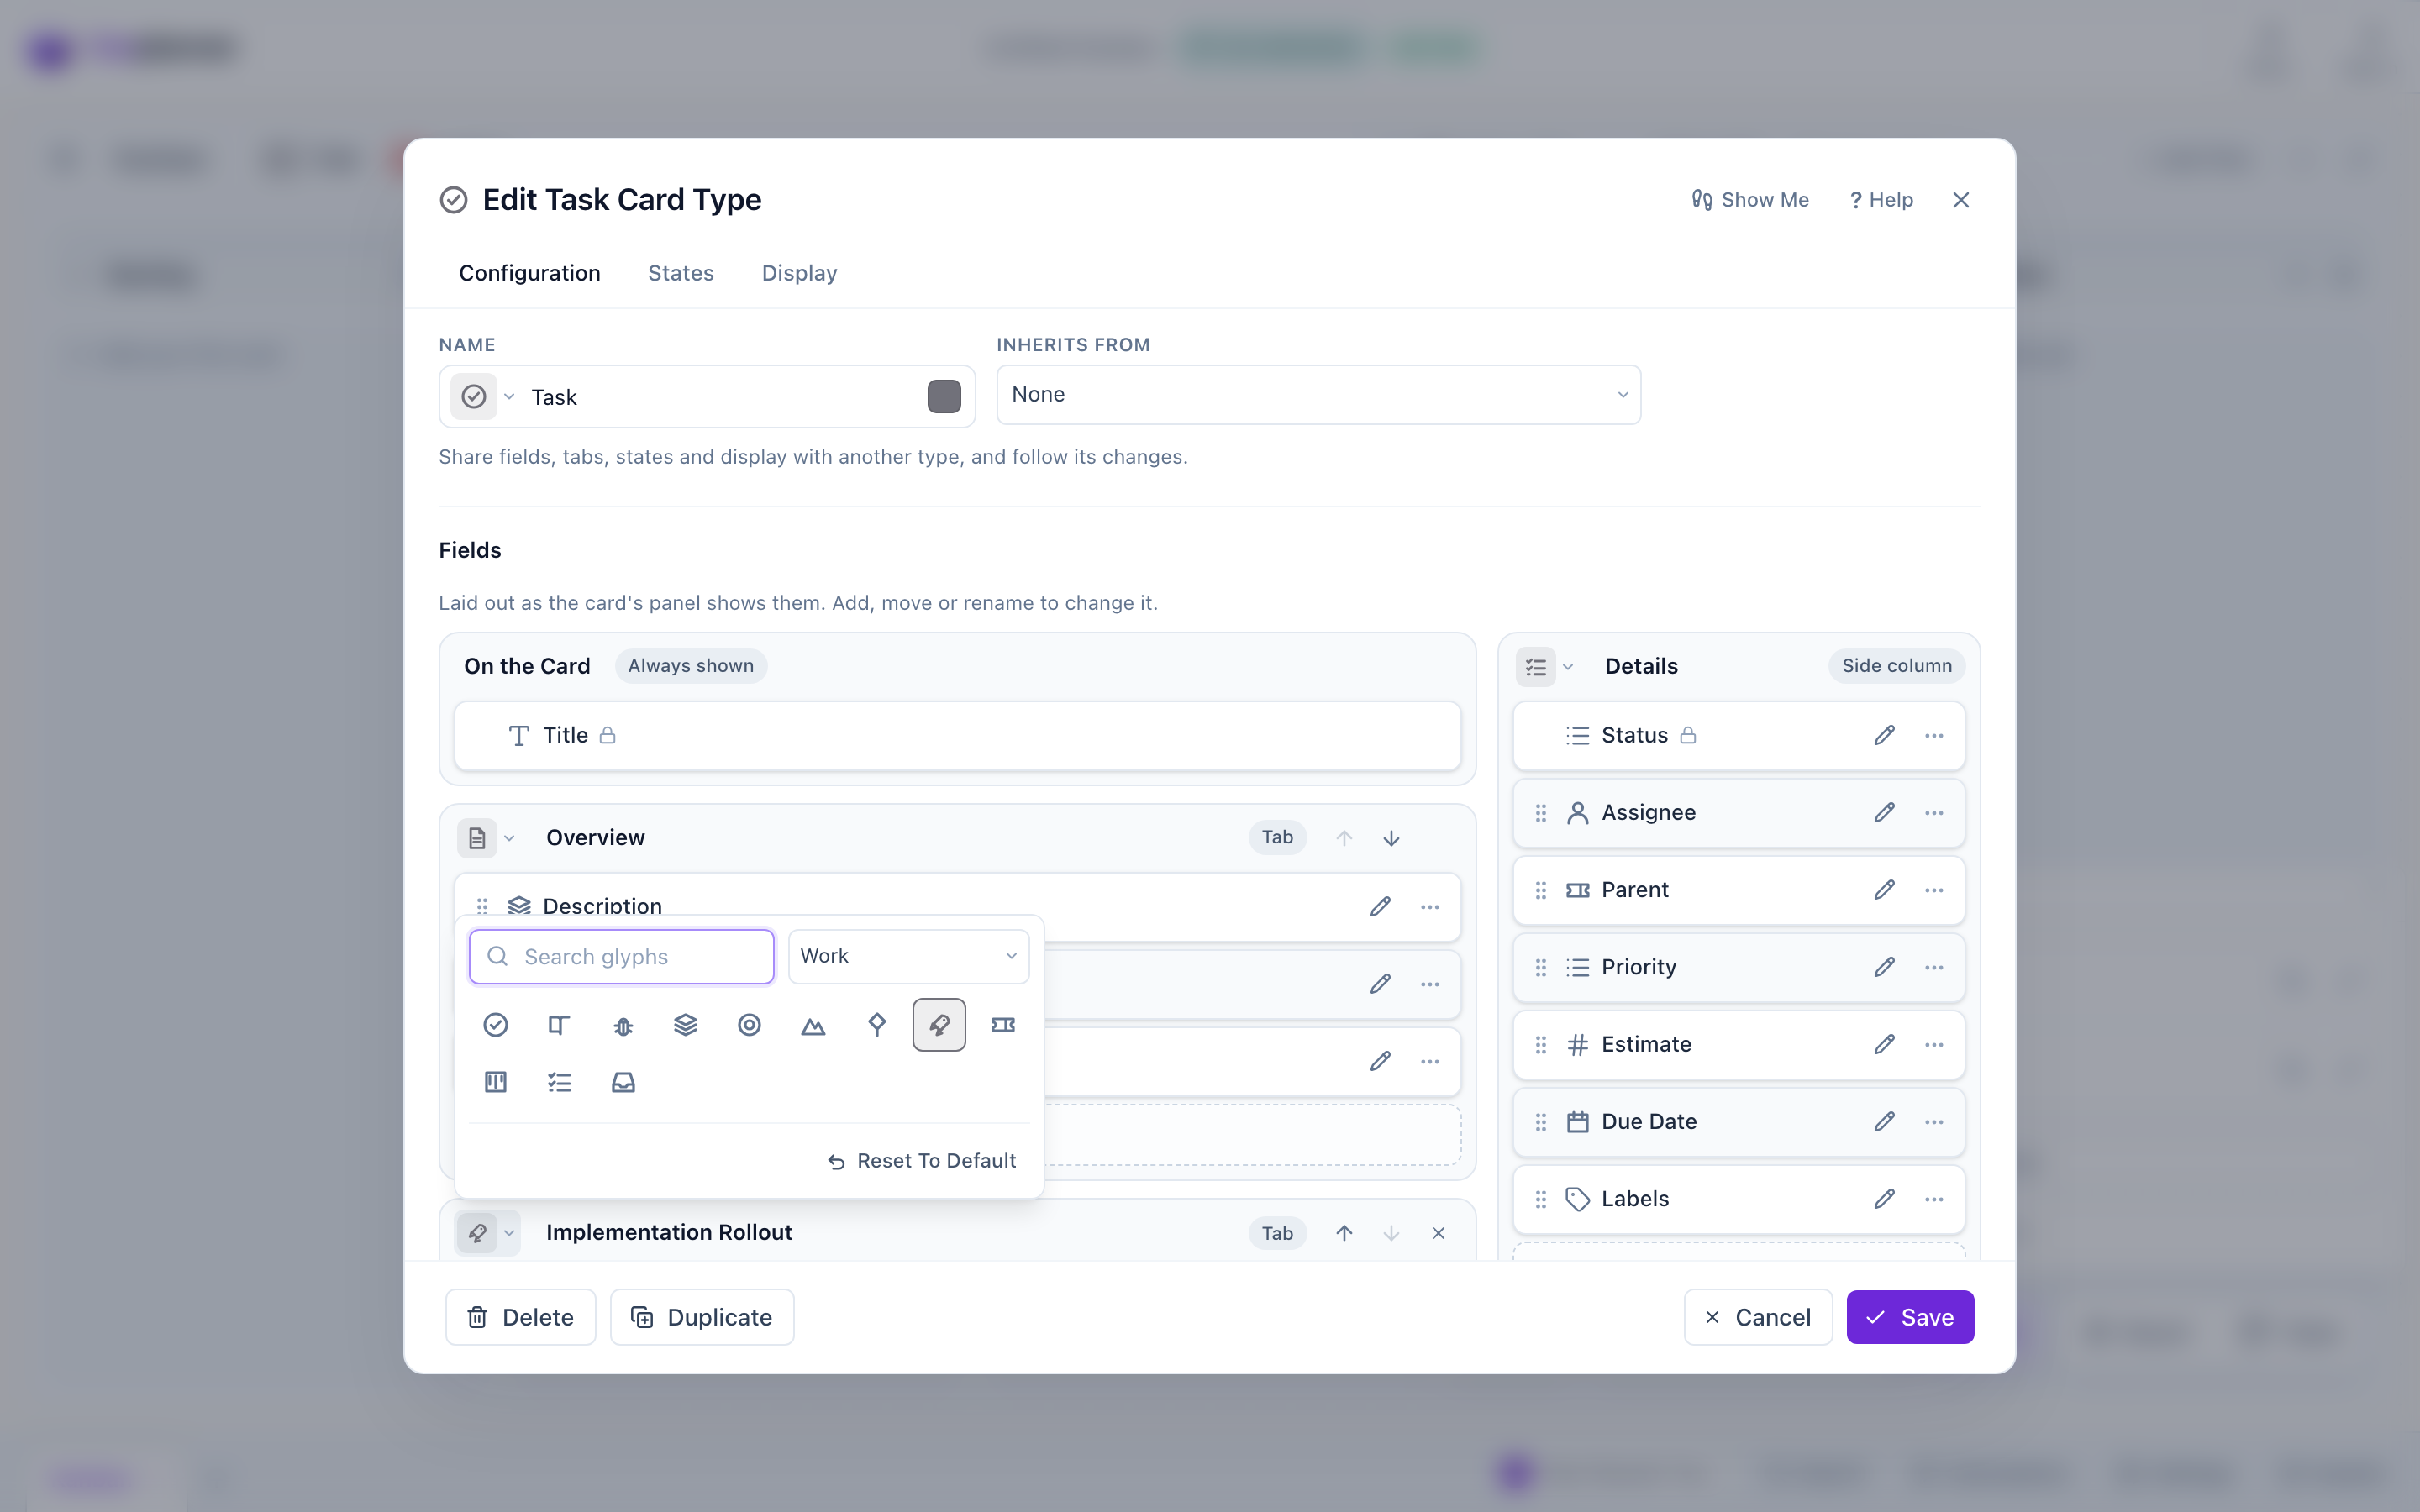 Edit Task Card Type
Show Me
? Help
Configuration
States
Display
NAME
INHERITS FROM
Task
None
Share fields, tabs, states and display with another type, and follow its changes.
Fields
Laid out as the card's panel shows them. Add, move or rename to change it.
On the Card
Always shown
Title
Overview
Tab
Description
Search glyphs
Work
Reset To Default
Implementation Rollout
Tab
Details
Side column
Status
Assignee
Parent
Priority
Estimate
Due Date
Labels
Delete
Duplicate
Cancel
Save